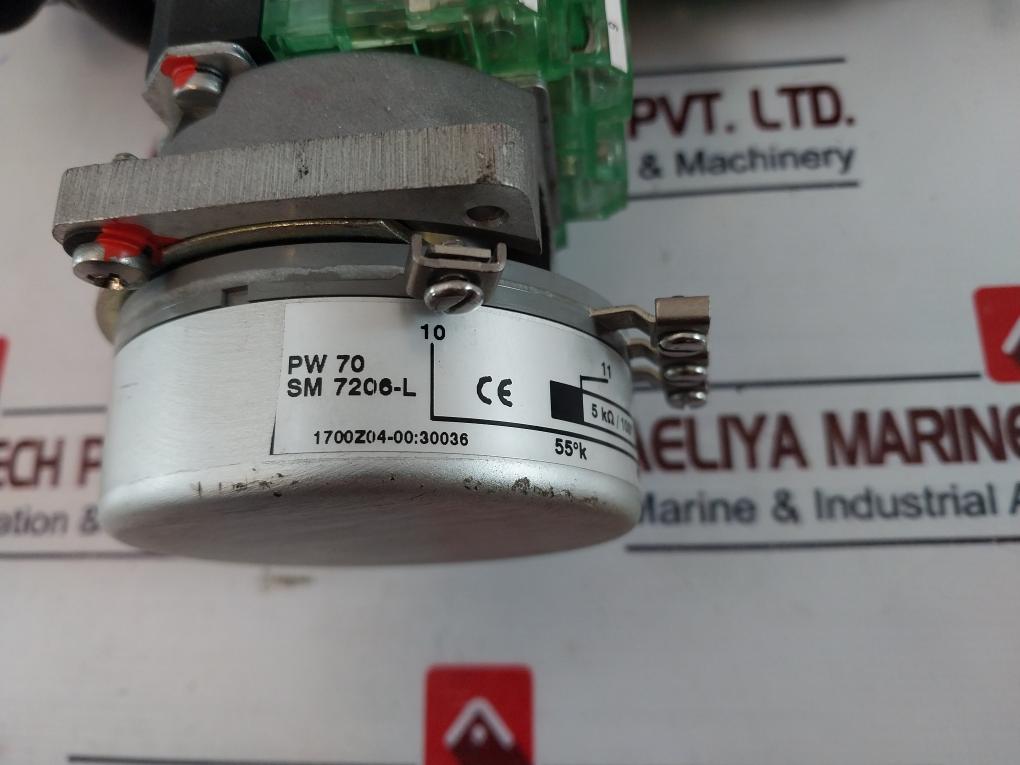 PVT. LTD.
& Machinery
10
PW 70
SM 7206-L
CE
11
5 kΩ /
1700Z04-00:30036
55°k
ECH P
AELIYA MARINE
ation &
Marine & Industrial A